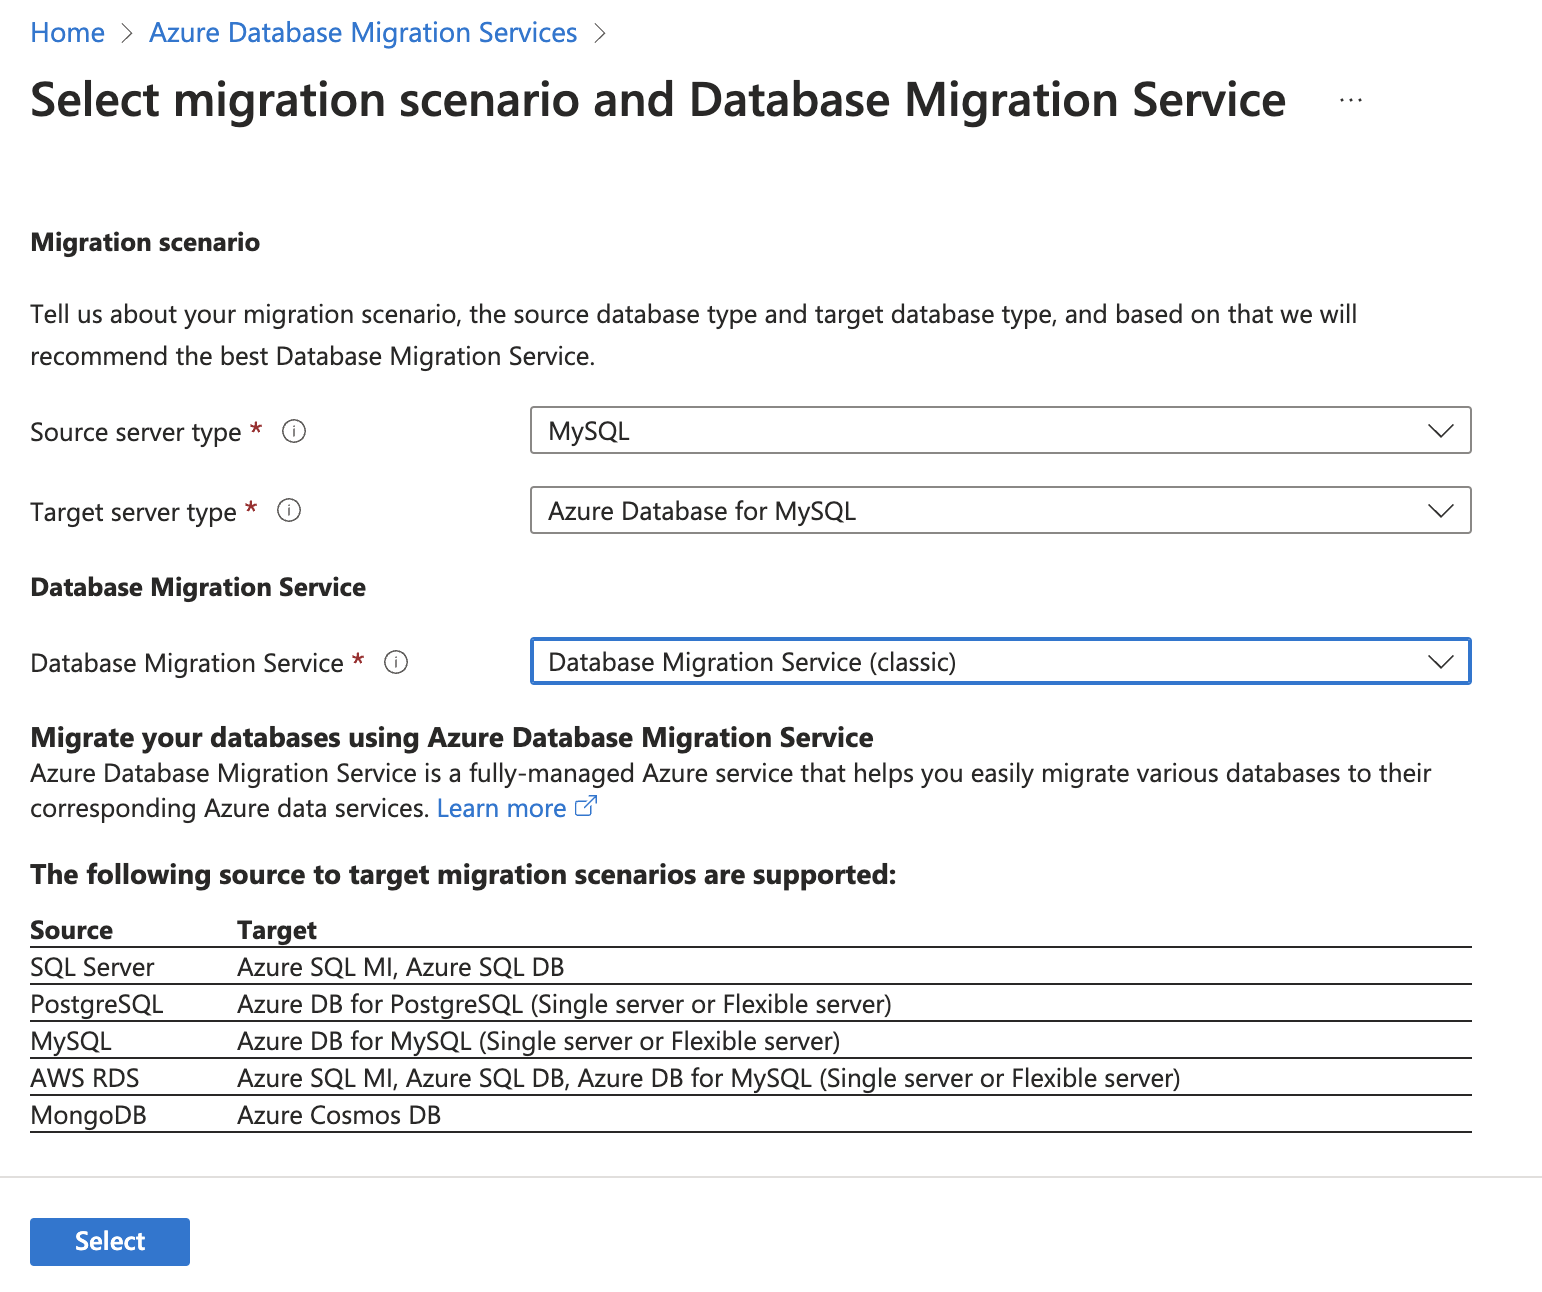 Home > Azure Database Migration Services >
Select migration scenario and Database Migration Service ...
Migration scenario
Tell us about your migration scenario, the source database type and target database type, and based on that we will
recommend the best Database Migration Service.
Source server type *
MySQL
Target server type *
Azure Database for MySQL
Database Migration Service
Database Migration Service *
Database Migration Service (classic)
Migrate your databases using Azure Database Migration Service
Azure Database Migration Service is a fully-managed Azure service that helps you easily migrate various databases to their
corresponding Azure data services. Learn more
The following source to target migration scenarios are supported:
Source Target
SQL Server Azure SQL MI, Azure SQL DB
PostgreSQL Azure DB for PostgreSQL (Single server or Flexible server)
MySQL Azure DB for MySQL (Single server or Flexible server)
AWS RDS Azure SQL MI, Azure SQL DB, Azure DB for MySQL (Single server or Flexible server)
MongoDB Azure Cosmos DB
Select